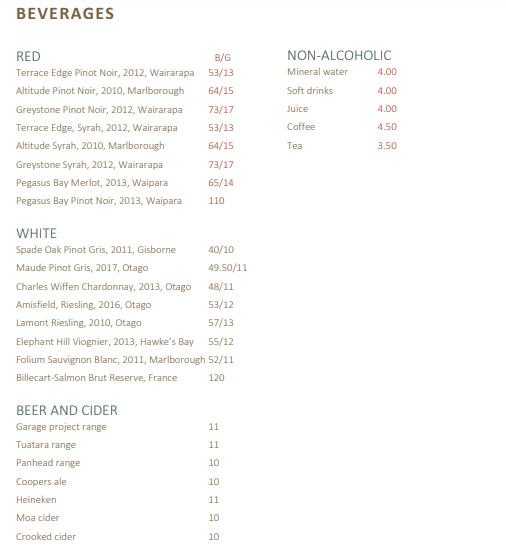 BEVERAGES
RED B/G
Terrace Edge Pinot Noir, 2012, Wairarapa 53/13
Altitude Pinot Noir, 2010, Marlborough 64/15
Greystone Pinot Noir, 2012, Wairarapa 73/17
Terrace Edge, Syrah, 2012, Wairarapa 53/13
Altitude Syrah, 2010, Marlborough 64/15
Greystone Syrah, 2012, Wairarapa 73/17
Pegasus Bay Merlot, 2013, Waipara 65/14
Pegasus Bay Pinot Noir, 2013, Waipara 110
WHITE
Spade Oak Pinot Gris, 2011, Gisborne 40/10
Maude Pinot Gris, 2017, Otago 49.50/11
Charles Wiffen Chardonnay, 2013, Otago 48/11
Amisfield, Riesling, 2016, Otago 53/12
Lamont Riesling, 2010, Otago 57/13
Elephant Hill Viognier, 2013, Hawke's Bay 55/12
Folium Sauvignon Blanc, 2011, Marlborough 52/11
Billecart-Salmon Brut Reserve, France 120
BEER AND CIDER
Garage project range 11
Tuatara range 11
Panhead range 10
Coopers ale 10
Heineken 11
Moa cider 10
Crooked cider 10
NON-ALCOHOLIC
Mineral water 4.00
Soft drinks 4.00
Juice 4.00
Coffee 4.50
Tea 3.50